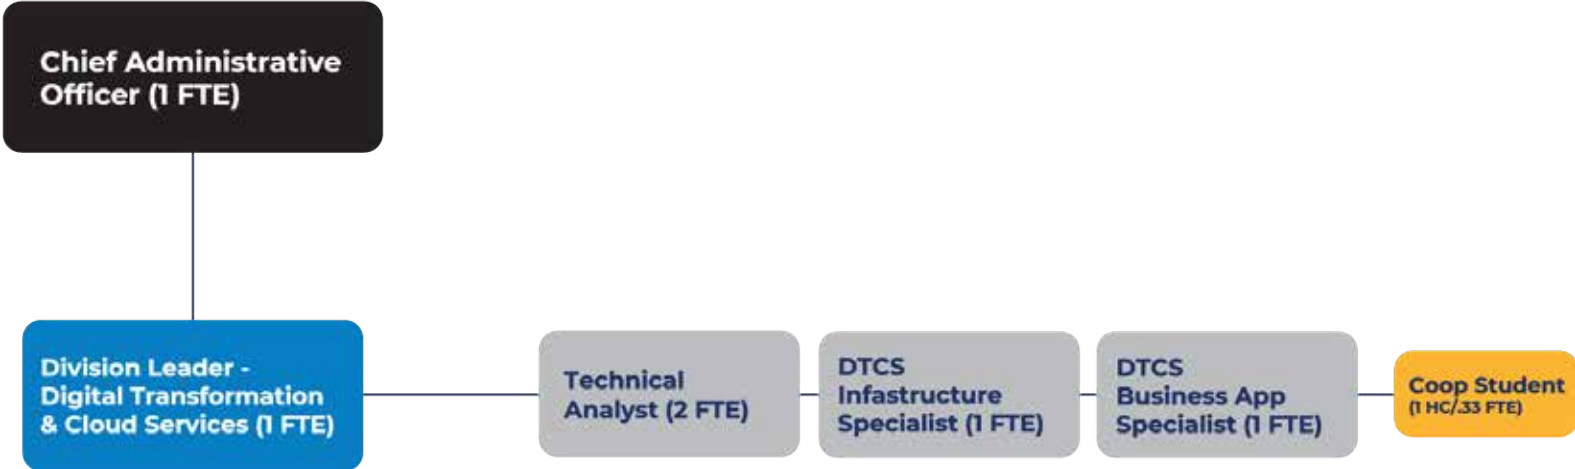 Chief Administrative
Officer (1 FTE)
Division Leader -
Digital Transformation
& Cloud Services (1 FTE)
Technical
Analyst (2 FTE)
DTCS
Infastructure
Specialist (1 FTE)
DTCS
Business App
Specialist (1 FTE)
Coop Student
(1 HC/.33 FTE)